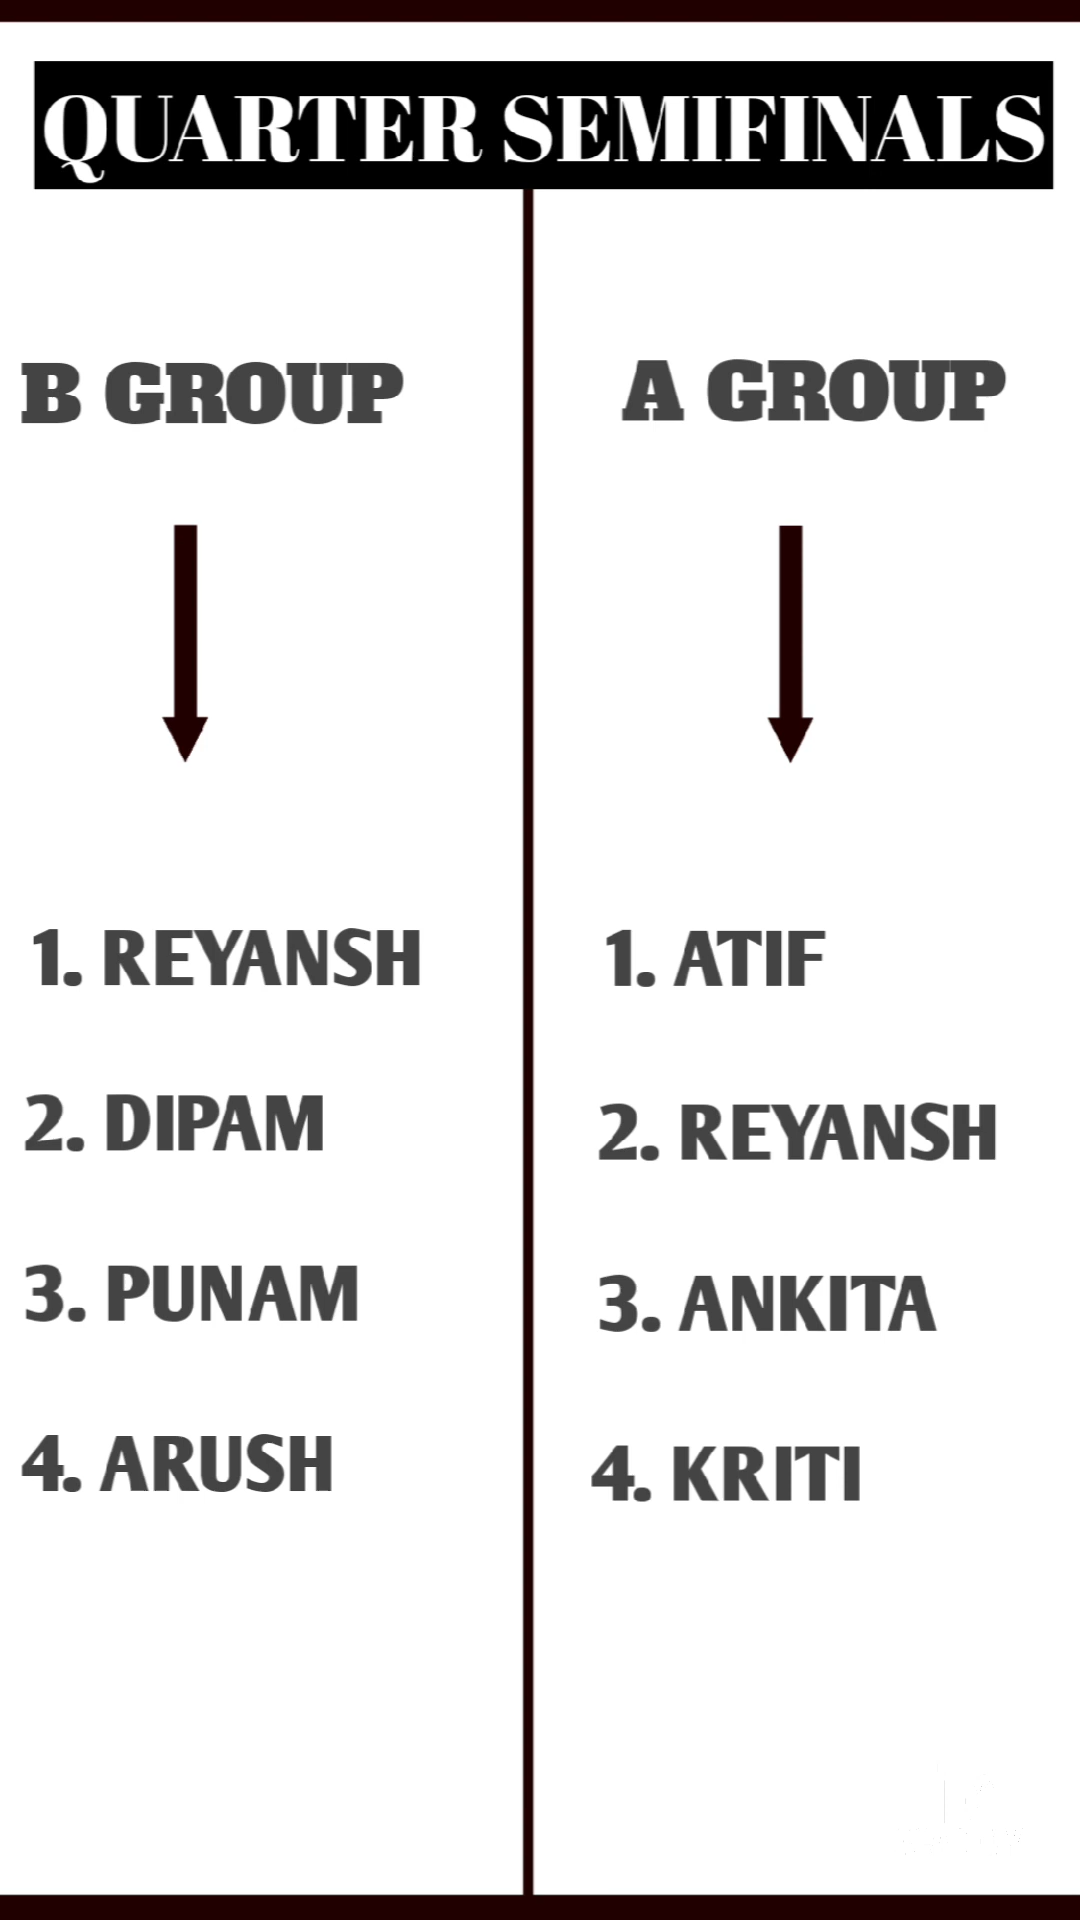 QUARTER SEMIFINALS
B GROUP
1. REYANSH
2. DIPAM
3. PUNAM
4. ARUSH
A GROUP
1. ATIF
2. REYANSH
3. ANKITA
4. KRITI